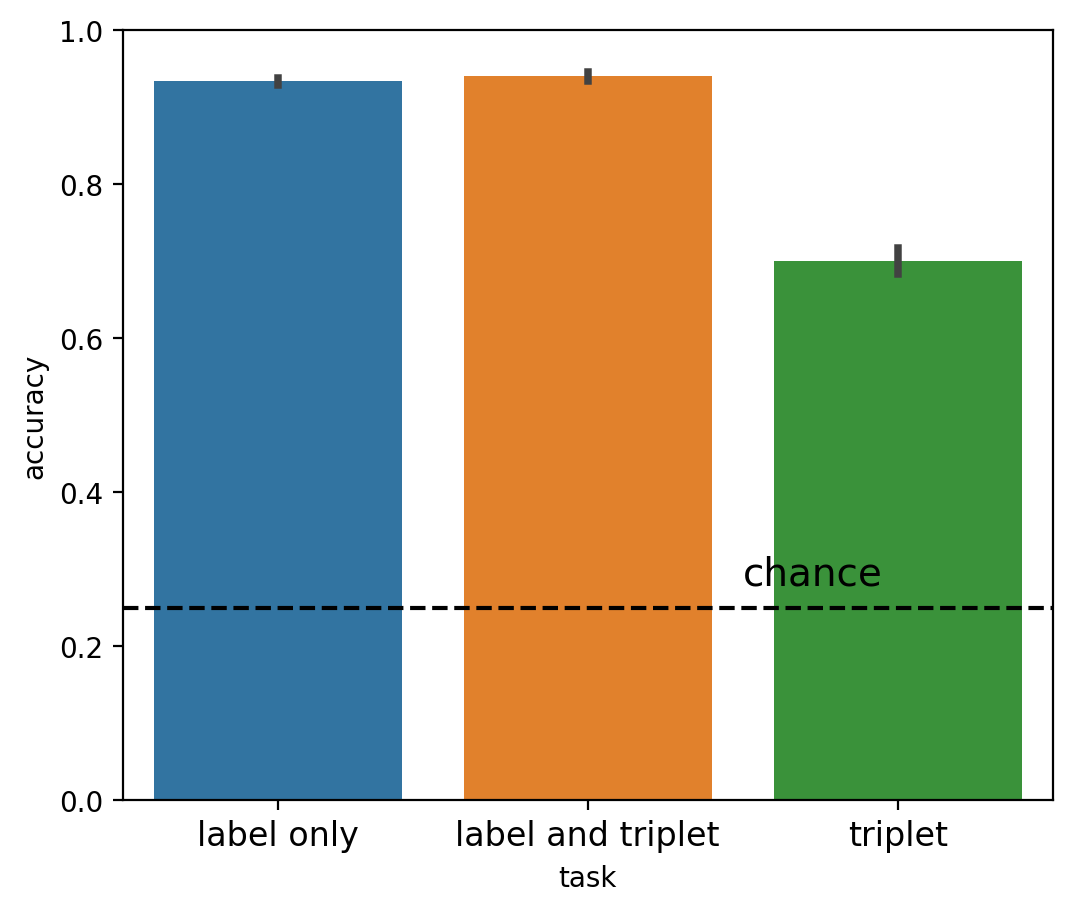 1.0
0.8
0.6
0.4
0.2
0.0
accuracy
chance
label only
label and triplet
triplet
task